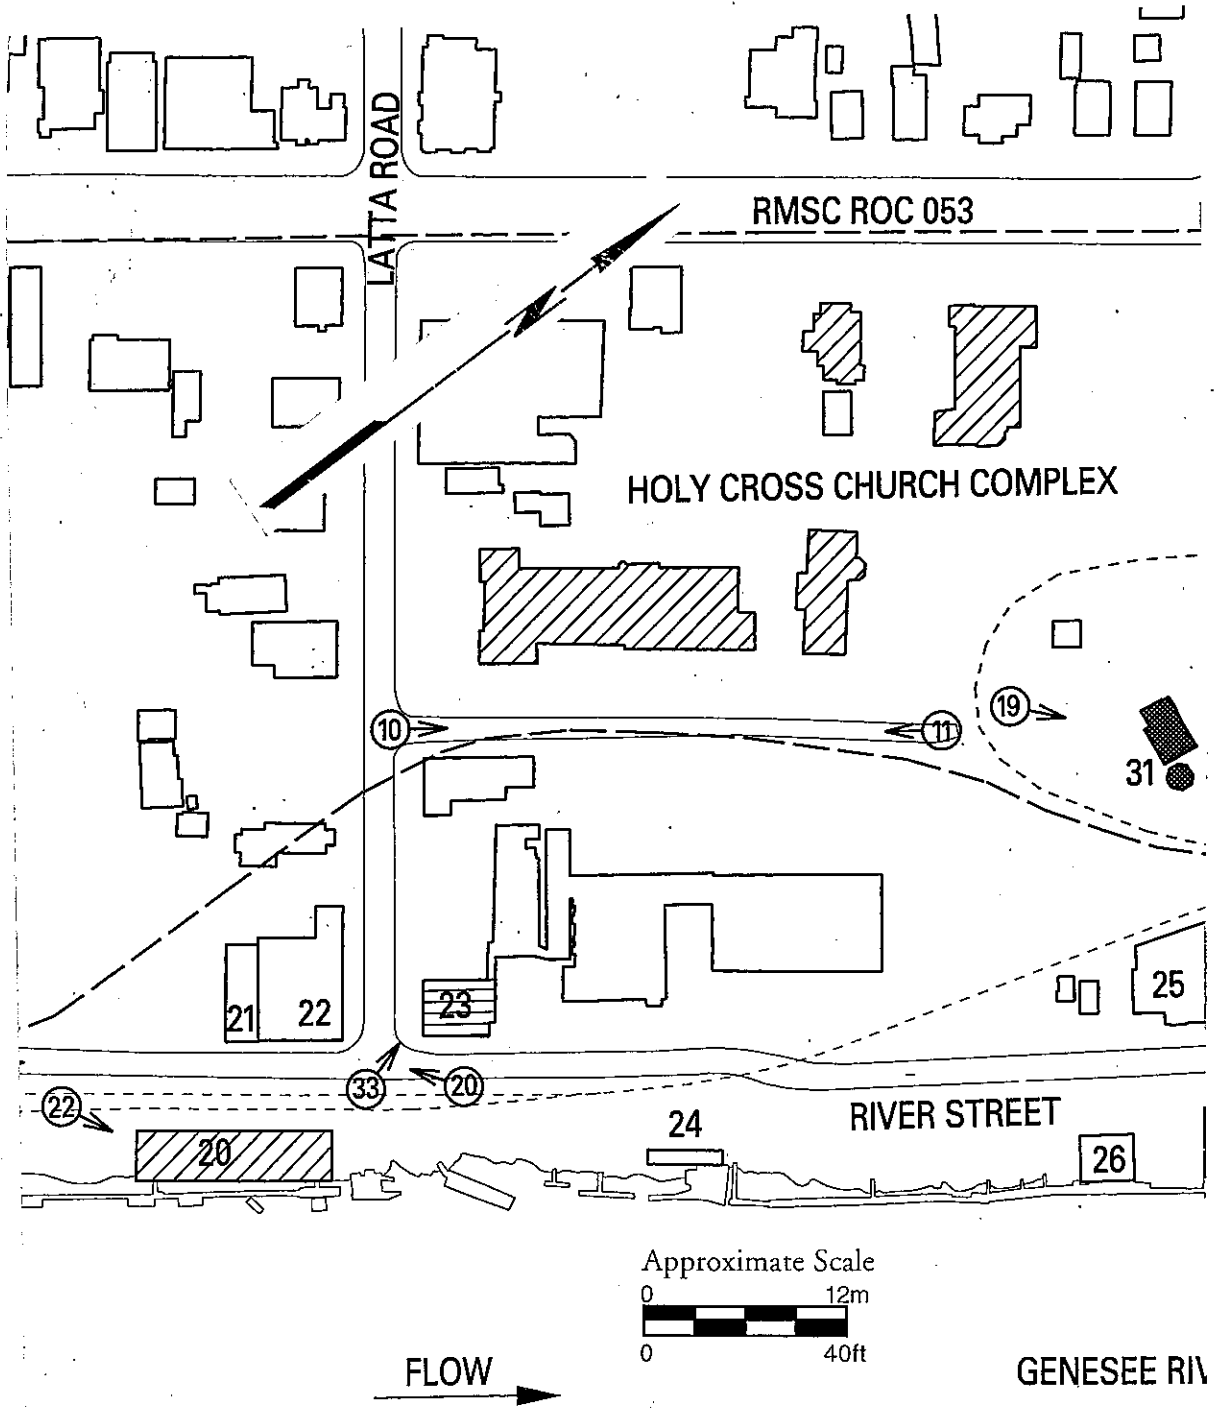 LATTA ROAD
RMSC ROC 053
HOLY CROSS CHURCH COMPLEX
19
10
11
31
25
21
22
23
33
20
22
RIVER STREET
24
20
26
Approximate Scale
0 12m
0 40ft
FLOW
GENESEE RIV